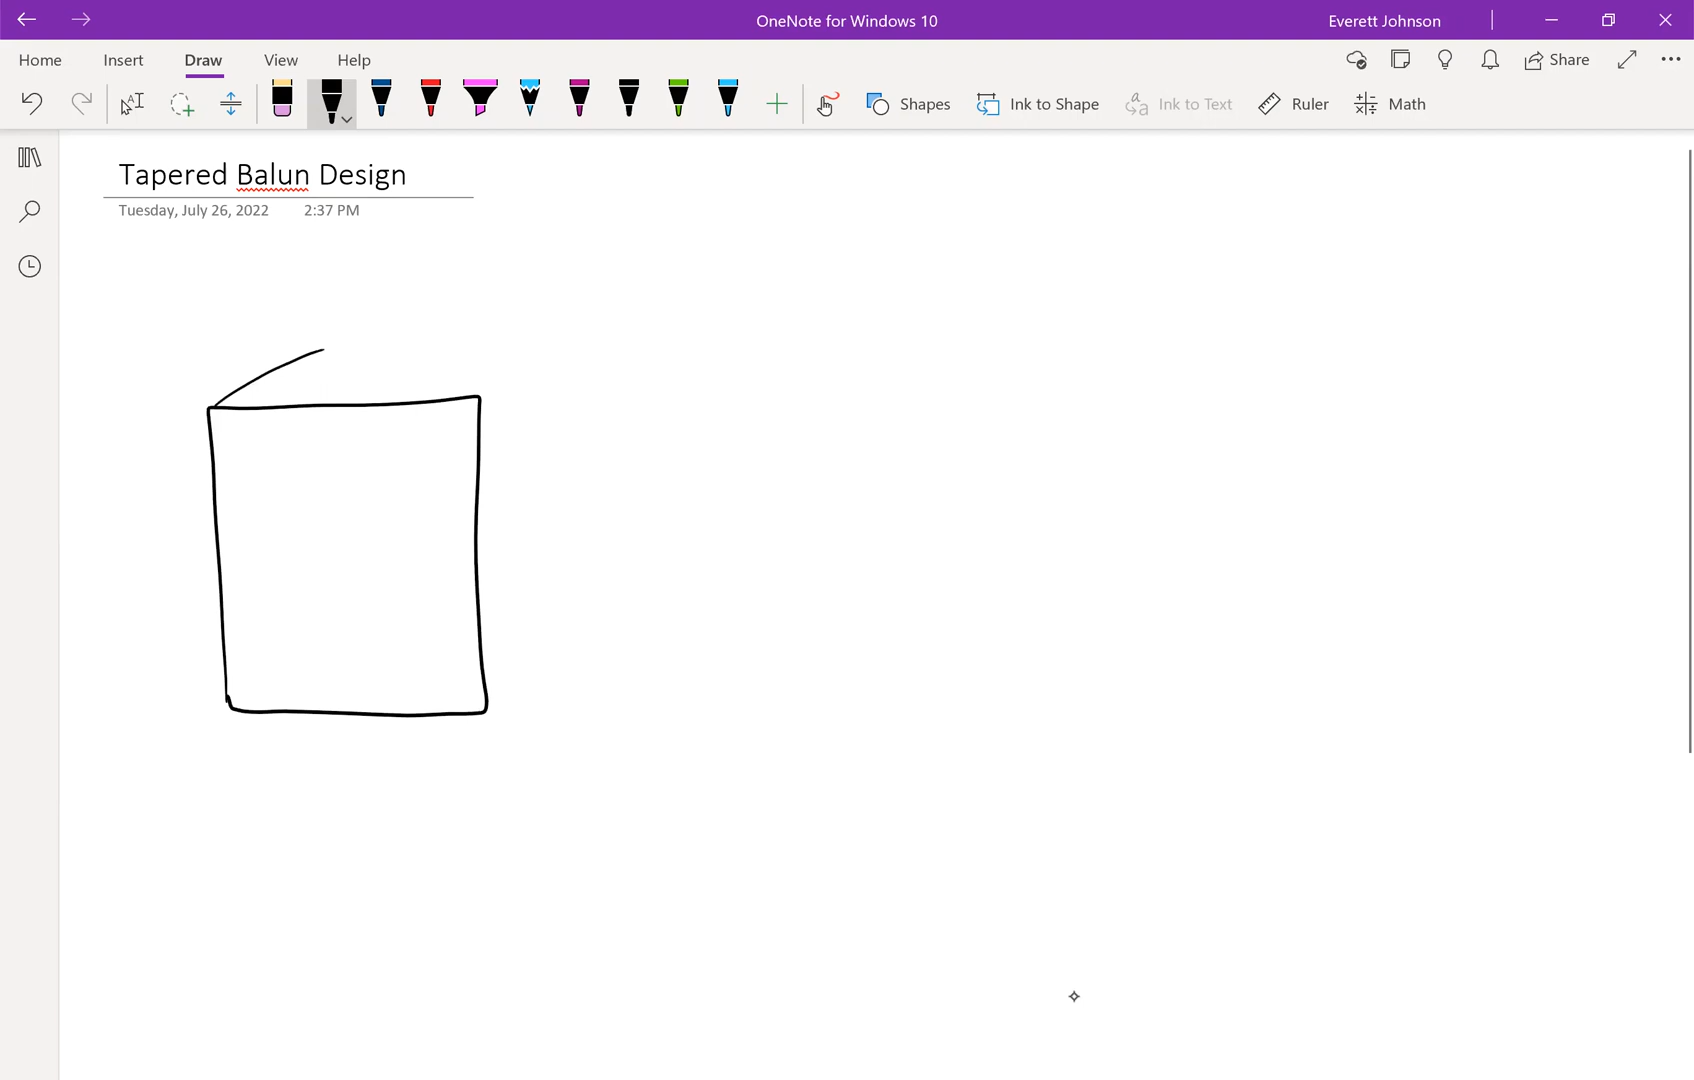 OneNote for Windows 10
Everett Johnson
Home Insert Draw View Help
Share
Shapes Ink to Shape Ink to Text Ruler Math
Tapered Balun Design
Tuesday, July 26, 2022 2:37 PM